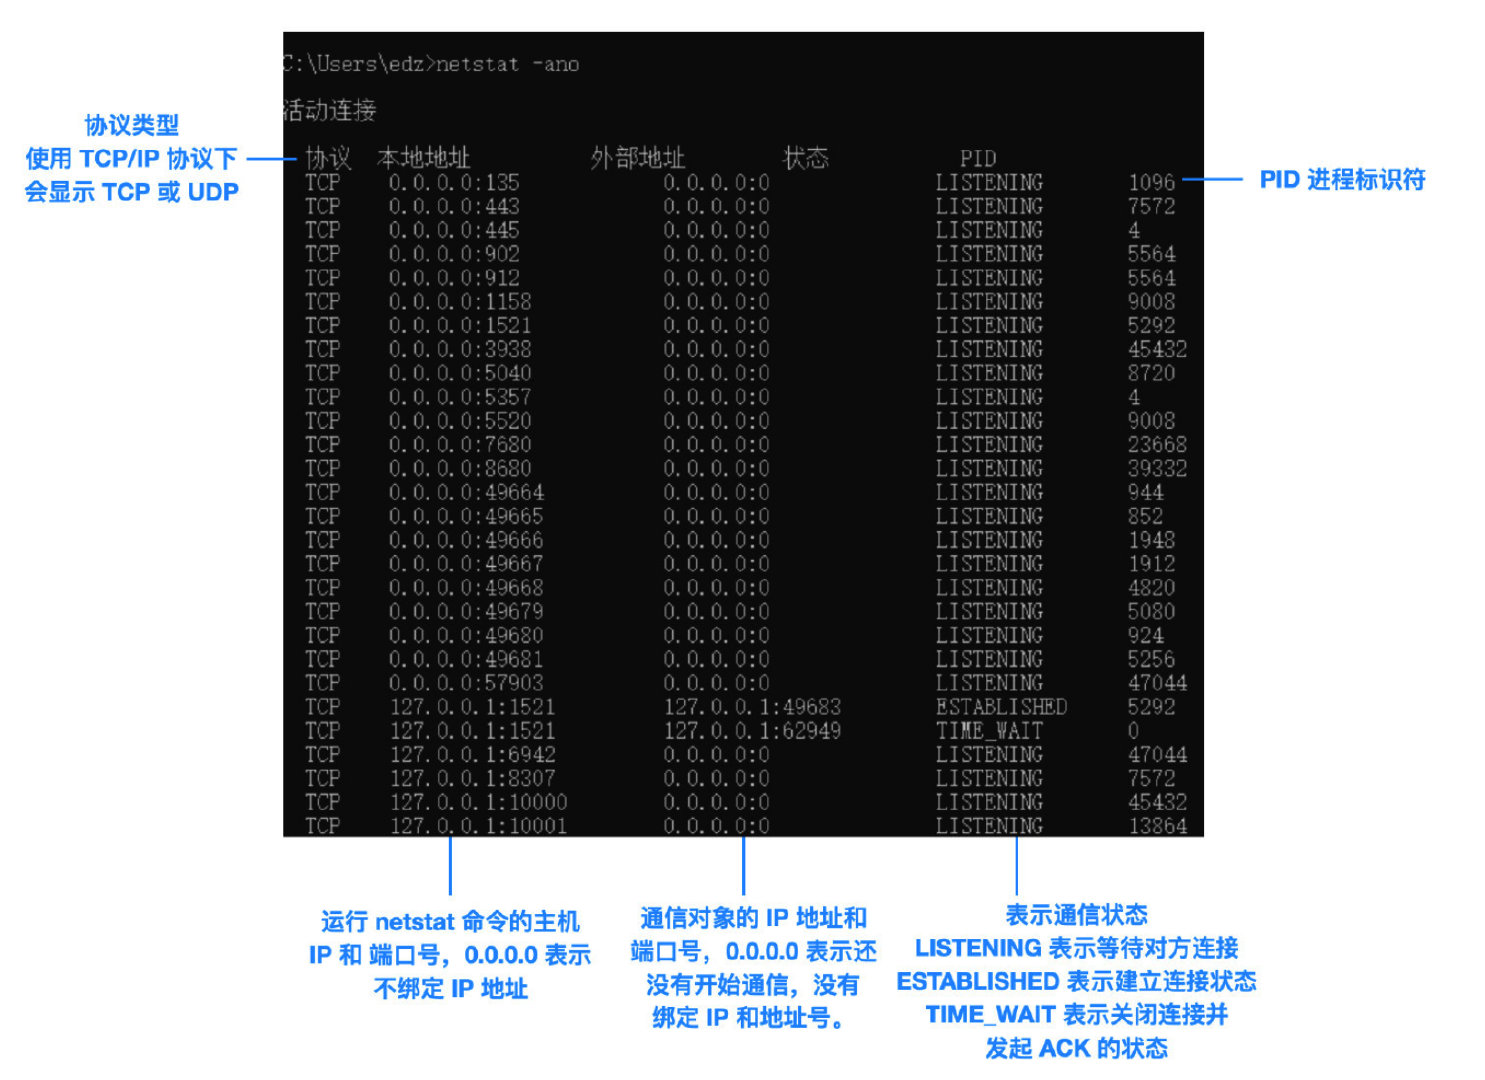 C:\Users\edz>netstat -ano
活动连接
协议类型
使用 TCP/IP 协议下
会显示 TCP 或 UDP
协议 本地地址 外部地址 状态 PID
TCP 0.0.0.0:135 0.0.0.0:0 LISTENING 1096
PID 进程标识符
TCP 0.0.0.0:443 0.0.0.0:0 LISTENING 7572
TCP 0.0.0.0:445 0.0.0.0:0 LISTENING 4
TCP 0.0.0.0:902 0.0.0.0:0 LISTENING 5564
TCP 0.0.0.0:912 0.0.0.0:0 LISTENING 5564
TCP 0.0.0.0:1158 0.0.0.0:0 LISTENING 9008
TCP 0.0.0.0:1521 0.0.0.0:0 LISTENING 5292
TCP 0.0.0.0:3938 0.0.0.0:0 LISTENING 45432
TCP 0.0.0.0:5040 0.0.0.0:0 LISTENING 8720
TCP 0.0.0.0:5357 0.0.0.0:0 LISTENING 4
TCP 0.0.0.0:5520 0.0.0.0:0 LISTENING 9008
TCP 0.0.0.0:7680 0.0.0.0:0 LISTENING 23668
TCP 0.0.0.0:8680 0.0.0.0:0 LISTENING 39332
TCP 0.0.0.0:49664 0.0.0.0:0 LISTENING 944
TCP 0.0.0.0:49665 0.0.0.0:0 LISTENING 852
TCP 0.0.0.0:49666 0.0.0.0:0 LISTENING 1948
TCP 0.0.0.0:49667 0.0.0.0:0 LISTENING 1912
TCP 0.0.0.0:49668 0.0.0.0:0 LISTENING 4820
TCP 0.0.0.0:49679 0.0.0.0:0 LISTENING 5080
TCP 0.0.0.0:49680 0.0.0.0:0 LISTENING 924
TCP 0.0.0.0:49681 0.0.0.0:0 LISTENING 5256
TCP 0.0.0.0:57903 0.0.0.0:0 LISTENING 47044
TCP 127.0.0.1:1521 127.0.0.1:49683 ESTABLISHED 5292
TCP 127.0.0.1:1521 127.0.0.1:62949 TIME_WAIT 0
TCP 127.0.0.1:6942 0.0.0.0:0 LISTENING 47044
TCP 127.0.0.1:8307 0.0.0.0:0 LISTENING 7572
TCP 127.0.0.1:10000 0.0.0.0:0 LISTENING 45432
TCP 127.0.0.1:10001 0.0.0.0:0 LISTENING 13864
运行 netstat 命令的主机
IP 和 端口号，0.0.0.0 表示
不绑定 IP 地址
通信对象的 IP 地址和
端口号，0.0.0.0 表示还
没有开始通信，没有
绑定 IP 和地址号。
表示通信状态
LISTENING 表示等待对方连接
ESTABLISHED 表示建立连接状态
TIME_WAIT 表示关闭连接并
发起 ACK 的状态